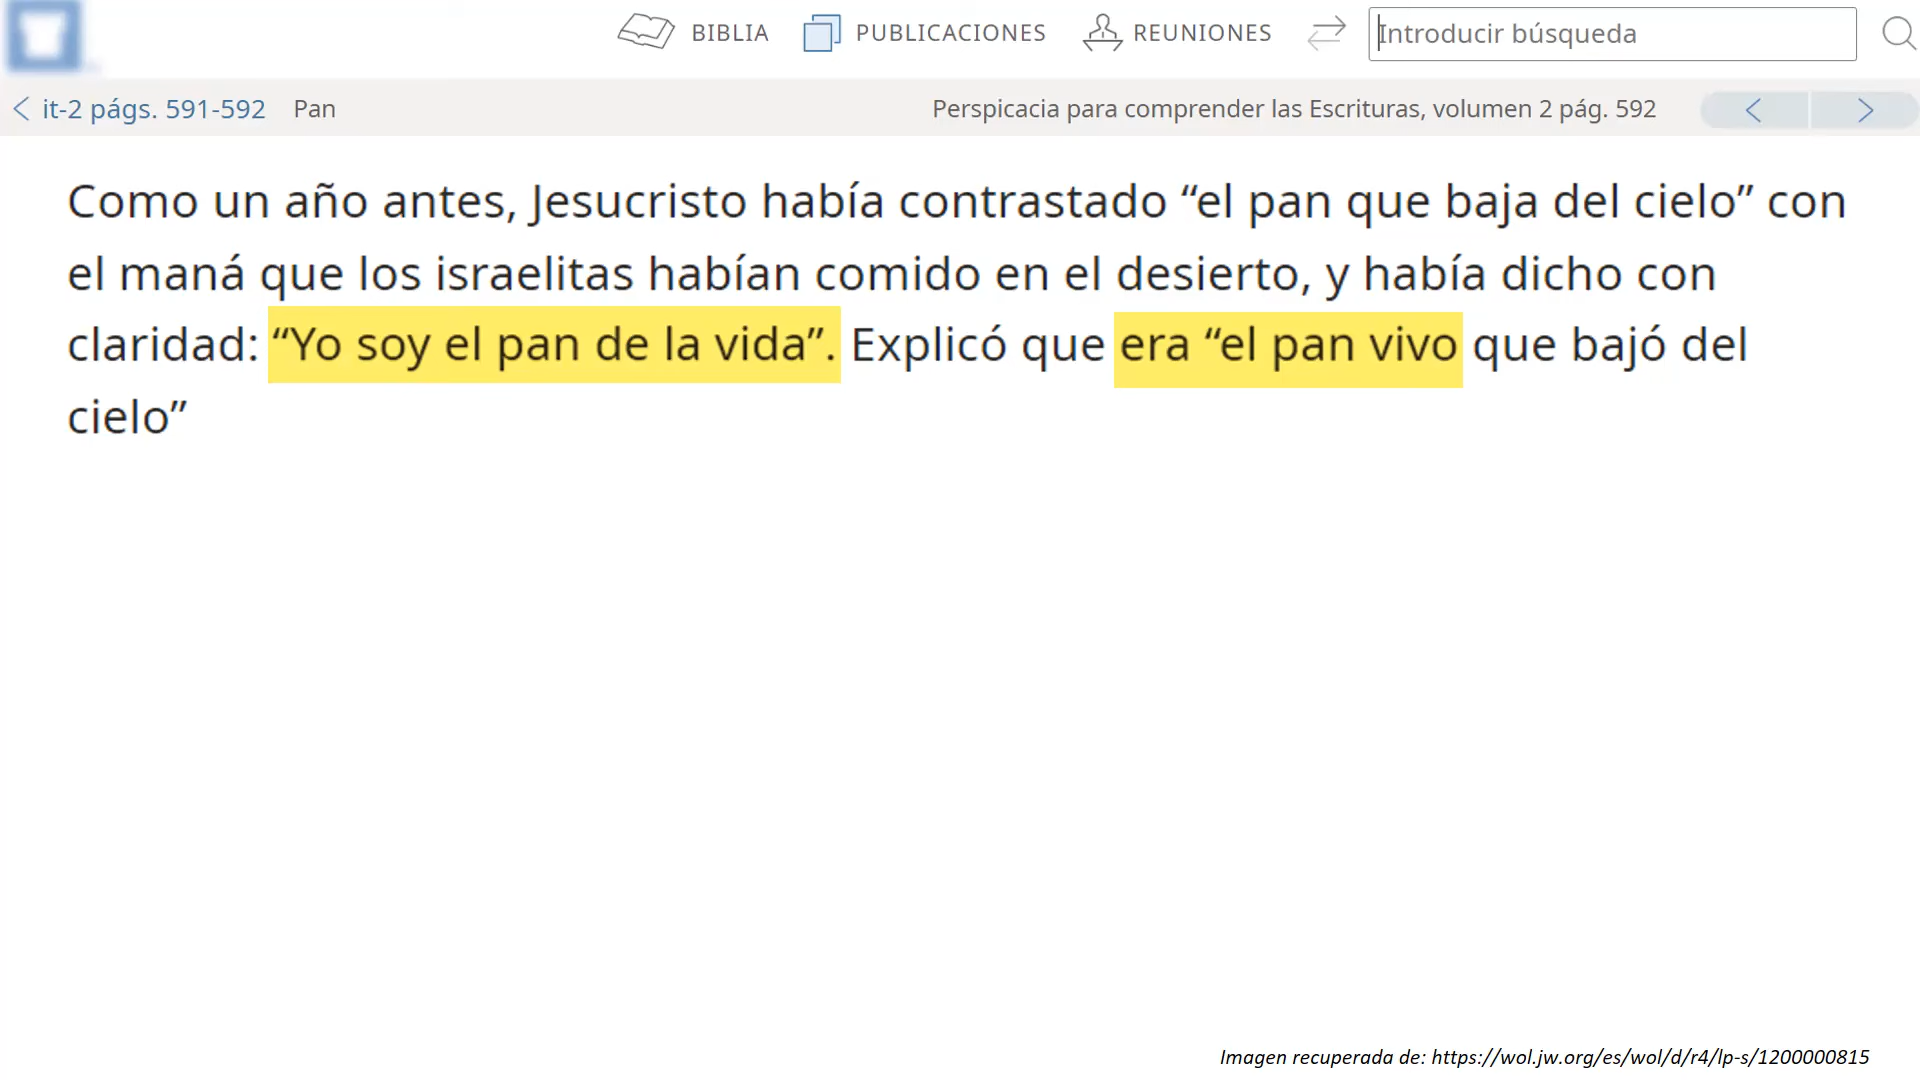 BIBLIA PUBLICACIONES REUNIONES Introducir búsqueda
it-2 págs. 591-592 Pan Perspicacia para comprender las Escrituras, volumen 2 pág. 592
Como un año antes, Jesucristo había contrastado “el pan que baja del cielo” con
el maná que los israelitas habían comido en el desierto, y había dicho con
claridad: “Yo soy el pan de la vida”. Explicó que era “el pan vivo que bajó del
cielo”
Imagen recuperada de: https://wol.jw.org/es/wol/d/r4/lp-s/1200000815